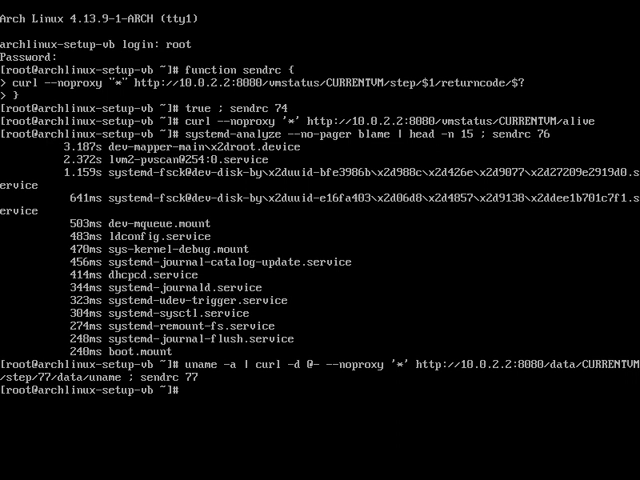 Arch Linux 4.13.9-1-ARCH (tty1)
archlinux-setup-vb login: root
Password:
[root@archlinux-setup-vb ~]# function sendrc {
> curl --noproxy "*" http://10.0.2.2:8080/vmstatus/CURRENTVM/step/$1/returncode/$?
> }
[root@archlinux-setup-vb ~]# true ; sendrc 74
[root@archlinux-setup-vb ~]# curl --noproxy '*' http://10.0.2.2:8080/vmstatus/CURRENTVM/alive
[root@archlinux-setup-vb ~]# systemd-analyze --no-pager blame | head -n 15 ; sendrc 76
3.187s dev-mapper-main\x2droot.device
2.372s lvm2-pvscan@254:0.service
1.159s systemd-fsck@dev-disk-by\x2duuid-bfe3986b\x2d988c\x2d426e\x2d9077\x2d27209e2919d0.s
ervice
641ms systemd-fsck@dev-disk-by\x2duuid-e16fa403\x2d06d8\x2d4857\x2d9138\x2ddee1b701c7f1.s
ervice
503ms dev-mqueue.mount
483ms ldconfig.service
470ms sys-kernel-debug.mount
456ms systemd-journal-catalog-update.service
414ms dhcpcd.service
344ms systemd-journald.service
323ms systemd-udev-trigger.service
304ms systemd-sysctl.service
274ms systemd-remount-fs.service
248ms systemd-journal-flush.service
240ms boot.mount
[root@archlinux-setup-vb ~]# uname -a | curl -d @- --noproxy '*' http://10.0.2.2:8080/data/CURRENTVM
/step/77/data/uname ; sendrc 77
[root@archlinux-setup-vb ~]#